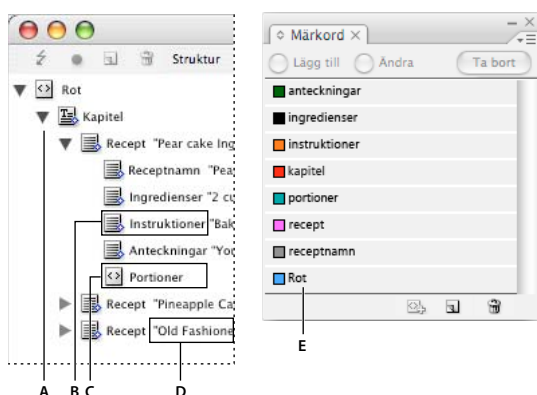 Struktur
Rot
Kapitel
Recept "Pear cake Ing
Receptnamn "Pea
Ingredienser "2 cu
Instruktioner "Bak
Anteckningar "You
Portioner
Recept "Pineapple Ca
Recept "Old Fashione
A B C D
Märkord
Lägg till Ändra Ta bort
anteckningar
ingredienser
instruktioner
kapitel
portioner
recept
receptnamn
Rot
E